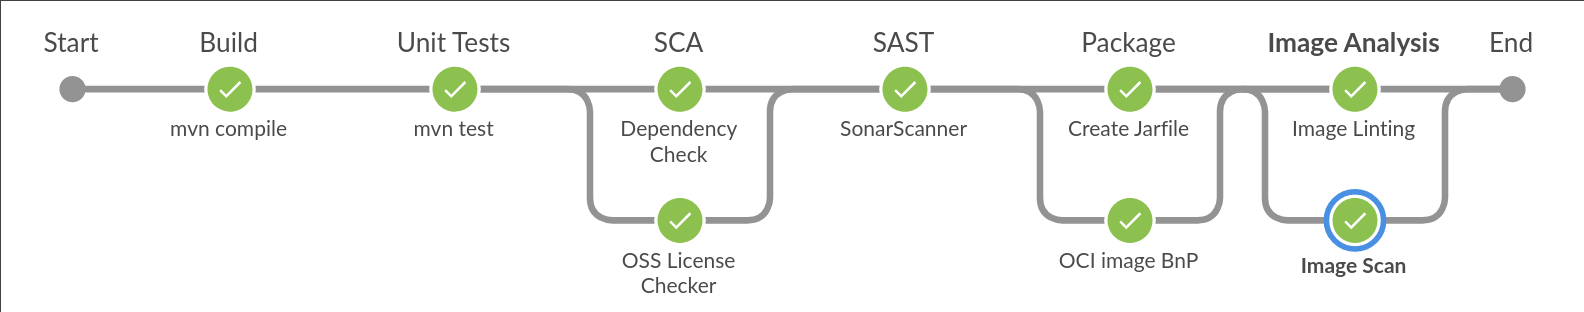 Start
Build
Unit Tests
SCA
SAST
Package
Image Analysis
End
mvn compile
mvn test
Dependency
Check
SonarScanner
Create Jarfile
Image Linting
OSS License
Checker
OCI image BnP
Image Scan